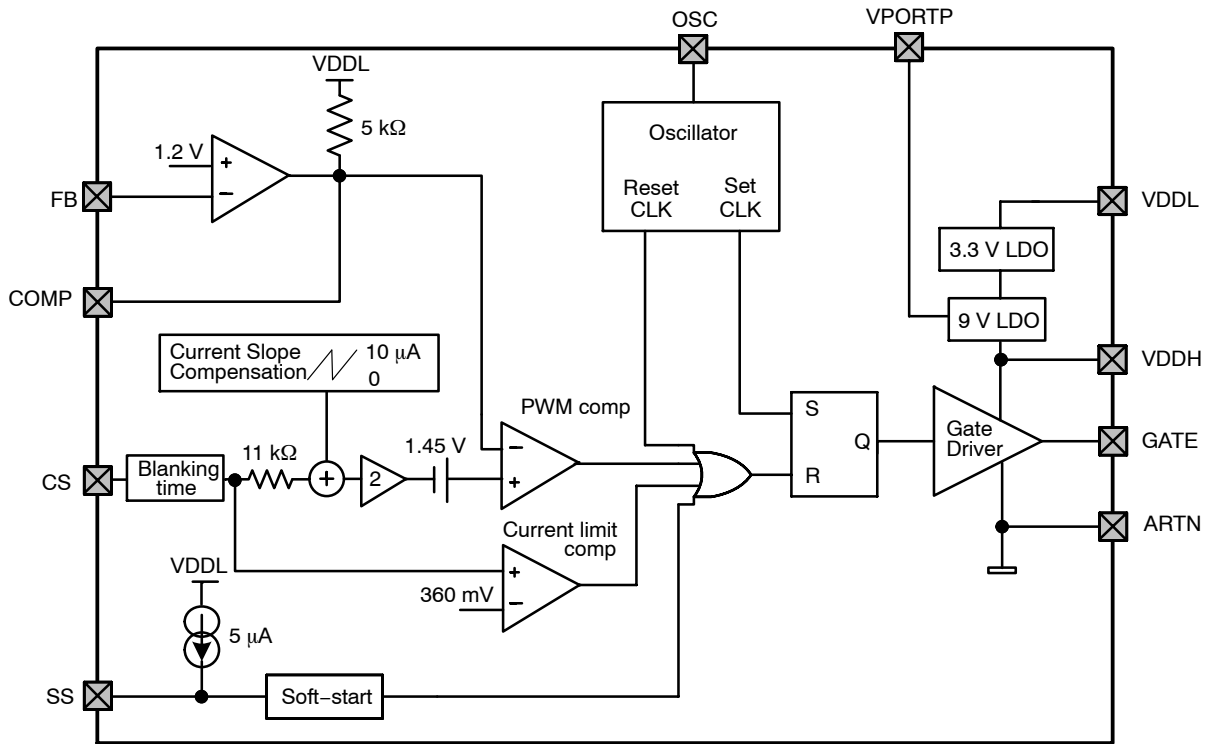 OSC
VPORTP
VDDL
5 kΩ
1.2 V
+
−
FB
Oscillator
Reset
CLK
Set
CLK
VDDL
3.3 V LDO
COMP
9 V LDO
Current Slope
Compensation
10 μA
0
VDDH
PWM comp
S
R
Q
Gate
Driver
GATE
11 kΩ
1.45 V
−
+
CS
Blanking
time
+
2
Current limit
comp
ARTN
VDDL
+
−
360 mV
5 μA
SS
Soft−start